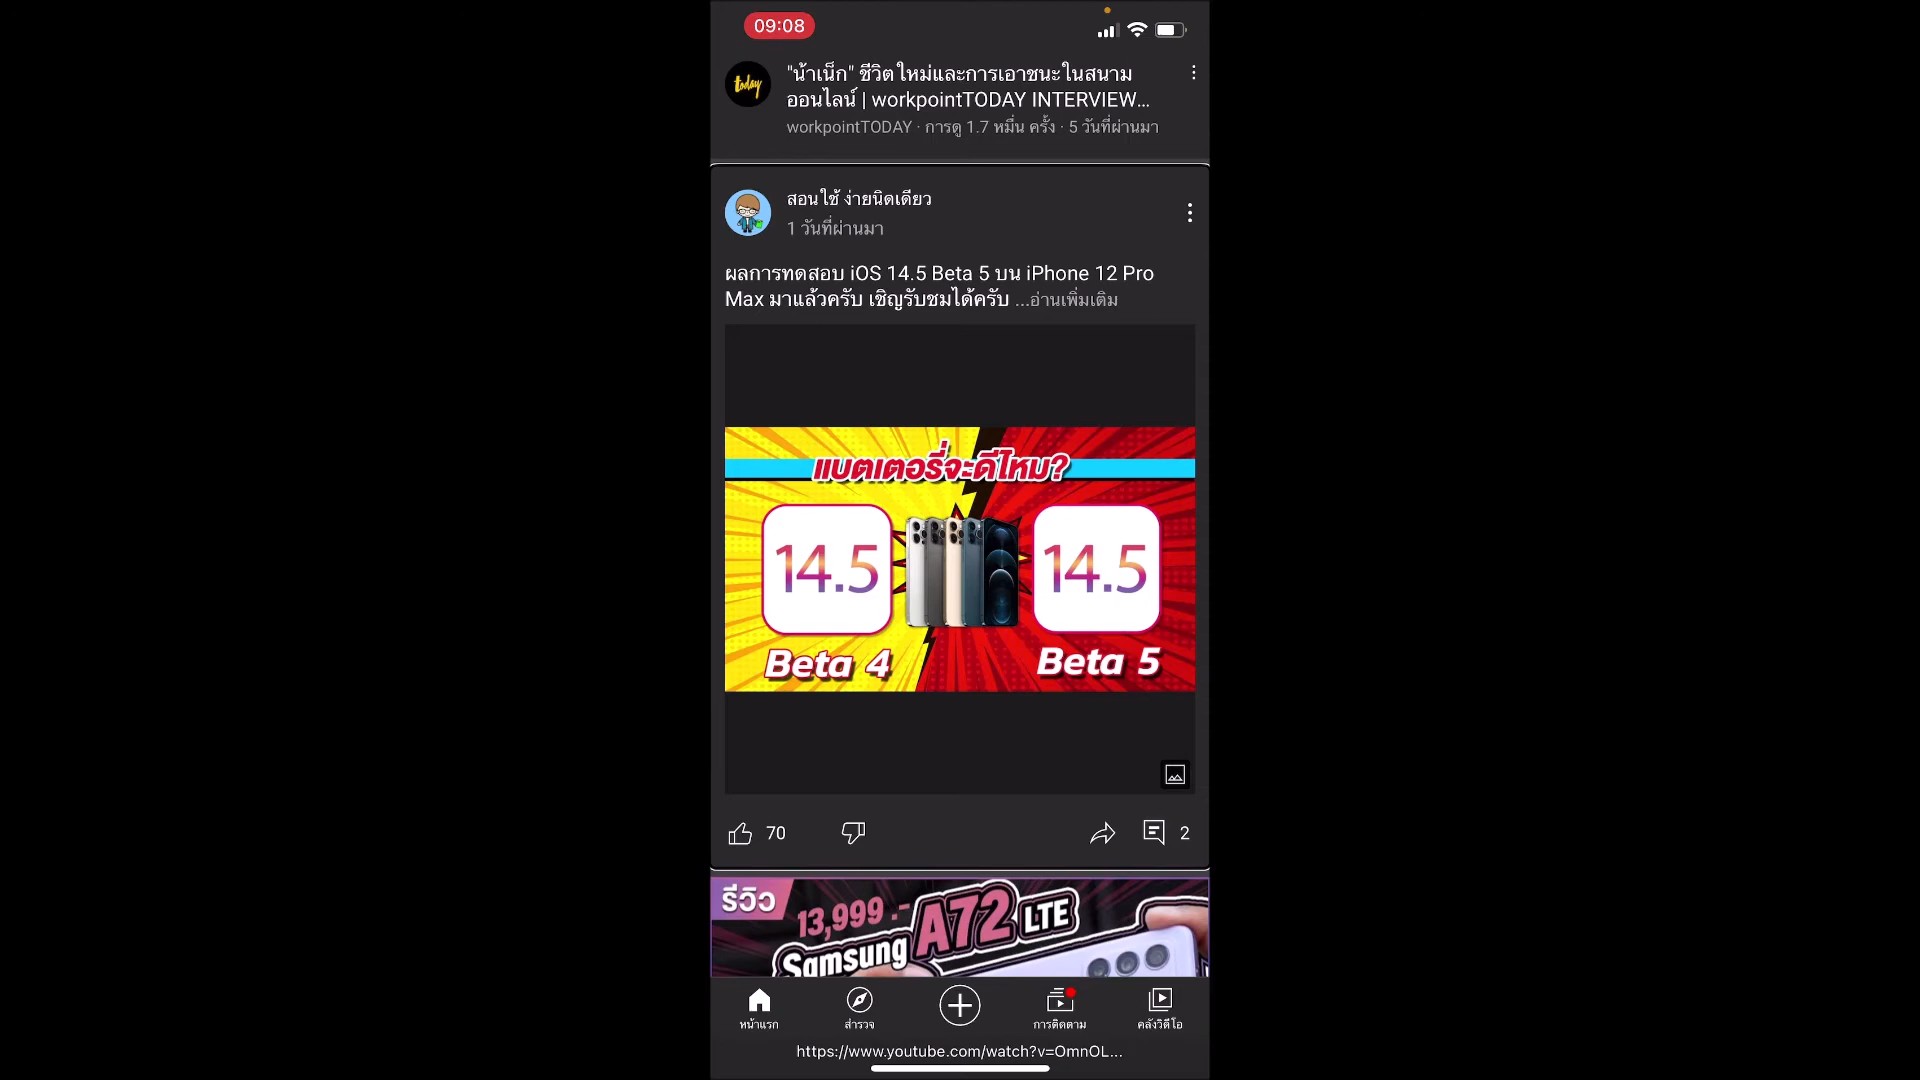 09:08
today
"น้าเน็ก" ชีวิตใหม่และการเอาชนะในสนาม
ออนไลน์ | workpointTODAY INTERVIEW...
workpointTODAY · การดู 1.7 หมื่น ครั้ง · 5 วันที่ผ่านมา
สอนใช้ ง่ายนิดเดียว
1 วันที่ผ่านมา
ผลการทดสอบ iOS 14.5 Beta 5 บน iPhone 12 Pro
Max มาแล้วครับ เชิญรับชมได้ครับ ...อ่านเพิ่มเติม
แบตเตอรี่จะดีไหม?
14.5 14.5
Beta 4 Beta 5
70 2
รีวิว
13,999.- A72 LTE
Samsung
หน้าแรก สำรวจ การติดตาม คลังวิดีโอ
https://www.youtube.com/watch?v=OmnOL...